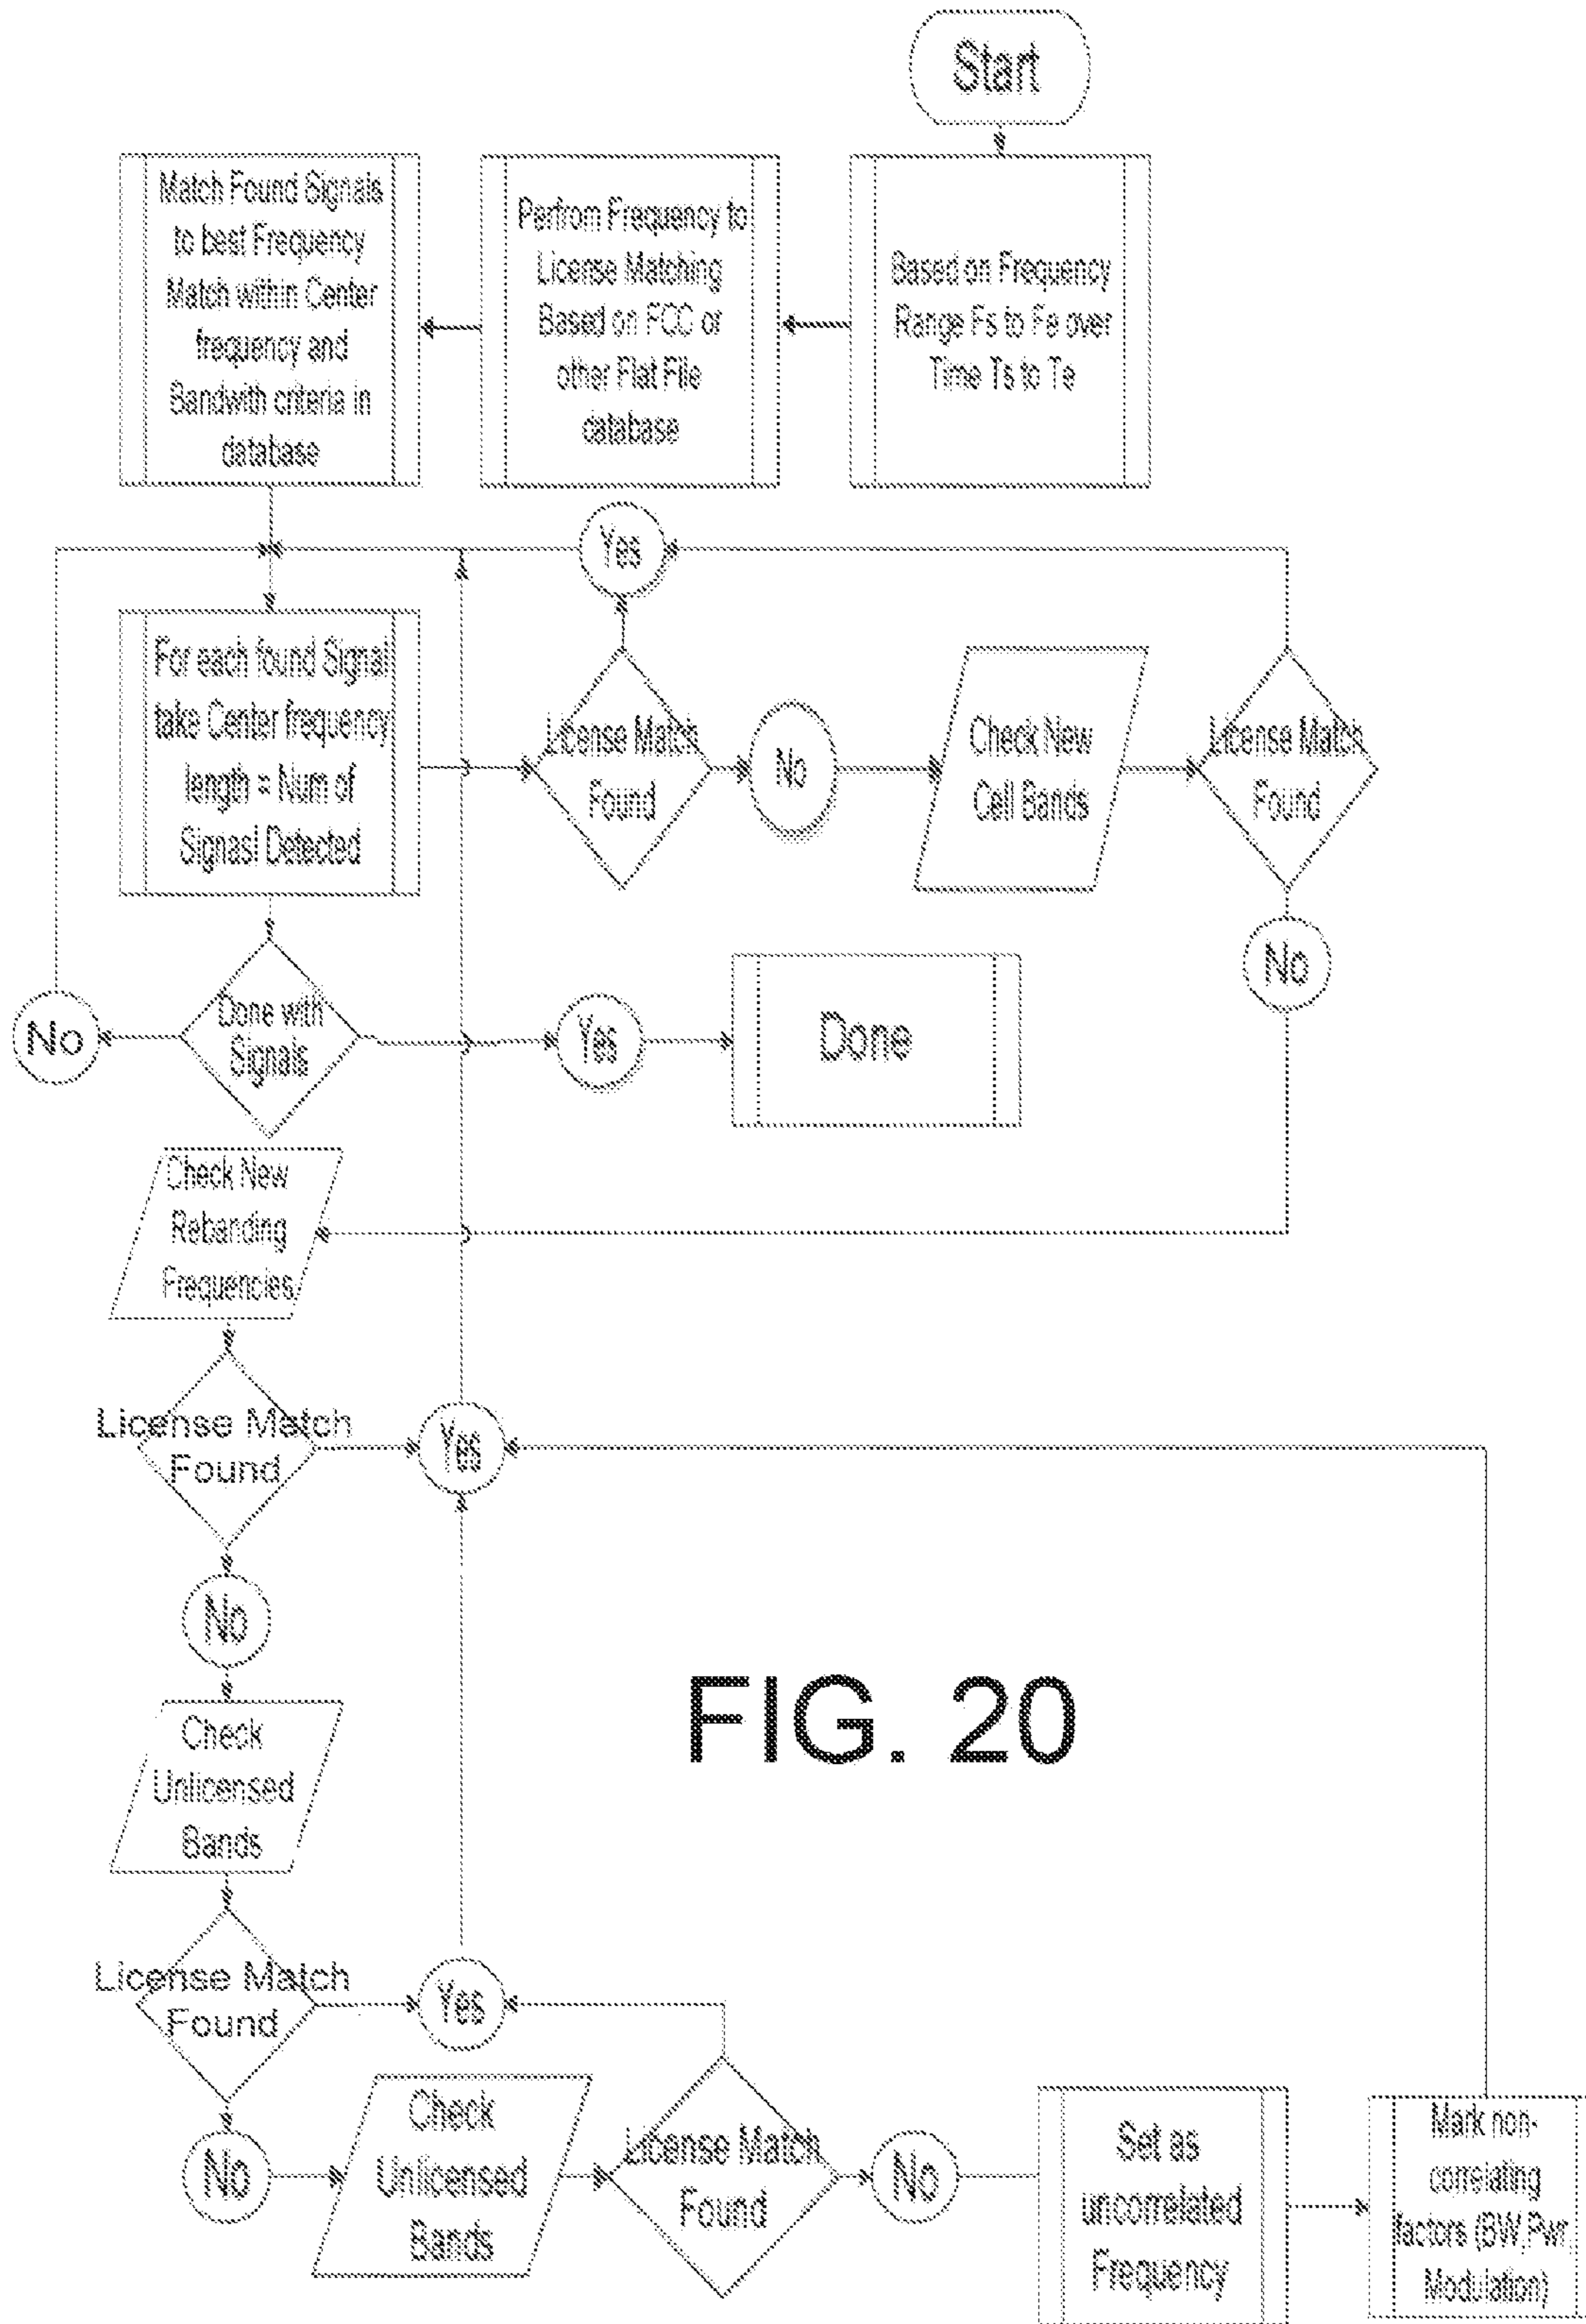 Start
Based on Frequency
Range Fs to Fe over
Time Ts to Te
Perfrom Frequency to
License Matching
Based on FCC or
other Flat File
database
Match Found Signals
to best Frequency
Match within Center
frequency and
Bandwith criteria in
database
Yes
For each found Signal
take Center frequency
length = Num of
Signasl Detected
License Match
Found
No
Check New
Cell Bands
License Match
Found
No
No
Done with
Signals
Yes
Done
Check New
Rebanding
Frequencies
License Match
Found
Yes
No
FIG. 20
Check
Unlicensed
Bands
License Match
Found
Yes
No
Check
Unlicensed
Bands
License Match
Found
No
Set as
uncorrelated
Frequency
Mark non-
correlating
factors (BW,Pwr,
Modulation)